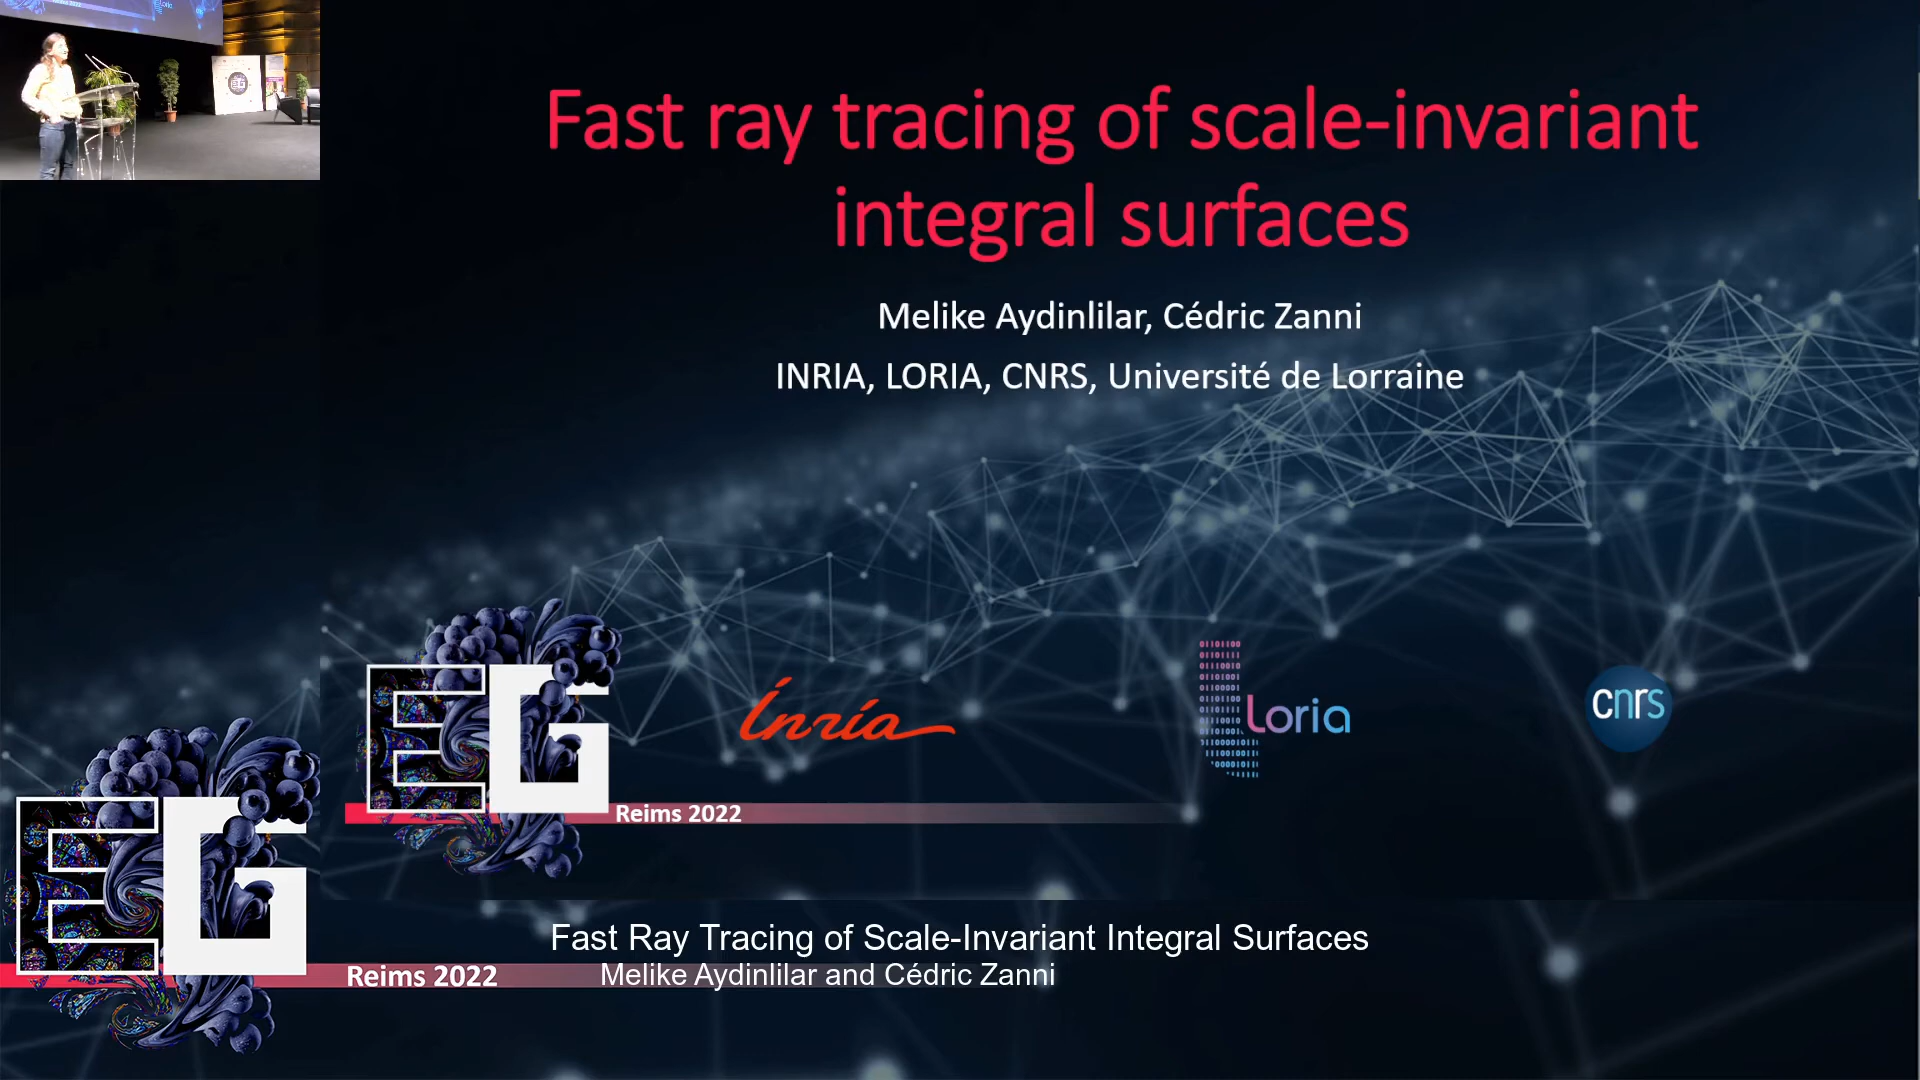 Fast ray tracing of scale-invariant
integral surfaces
Melike Aydinlilar, Cédric Zanni
INRIA, LORIA, CNRS, Université de Lorraine
EG
Reims 2022
Inria
Loria
cnrs
EG
Reims 2022
Fast Ray Tracing of Scale-Invariant Integral Surfaces
Melike Aydinlilar and Cédric Zanni